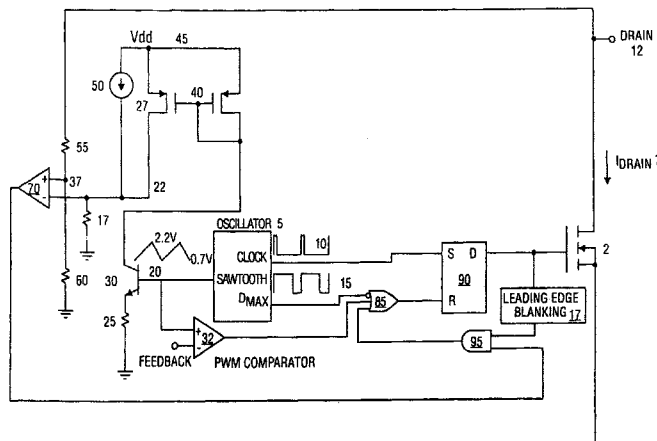 Vdd
45
DRAIN
12
50
27
40
55
IDRAIN 7
70
+
-
37
22
17
OSCILLATOR 5
2.2V
0.7V
CLOCK
10
S D
2
30
20
SAWTOOTH
15
60
DMAX
85
90
R
LEADING EDGE
BLANKING 17
25
+
-
32
95
FEEDBACK
PWM COMPARATOR